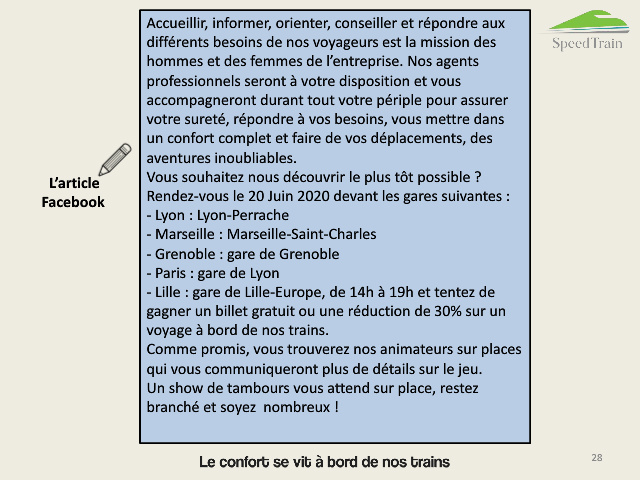 Accueillir, informer, orienter, conseiller et répondre aux
différents besoins de nos voyageurs est la mission des
hommes et des femmes de l'entreprise. Nos agents
professionnels seront à votre disposition et vous
accompagneront durant tout votre périple pour assurer
votre sureté, répondre à vos besoins, vous mettre dans
un confort complet et faire de vos déplacements, des
aventures inoubliables.
Vous souhaitez nous découvrir le plus tôt possible ?
Rendez-vous le 20 Juin 2020 devant les gares suivantes :
- Lyon : Lyon-Perrache
- Marseille : Marseille-Saint-Charles
- Grenoble : gare de Grenoble
- Paris : gare de Lyon
- Lille : gare de Lille-Europe, de 14h à 19h et tentez de
gagner un billet gratuit ou une réduction de 30% sur un
voyage à bord de nos trains.
Comme promis, vous trouverez nos animateurs sur places
qui vous communiqueront plus de détails sur le jeu.
Un show de tambours vous attend sur place, restez
branché et soyez  nombreux !
SpeedTrain
L'article
Facebook
Le confort se vit à bord de nos trains
28